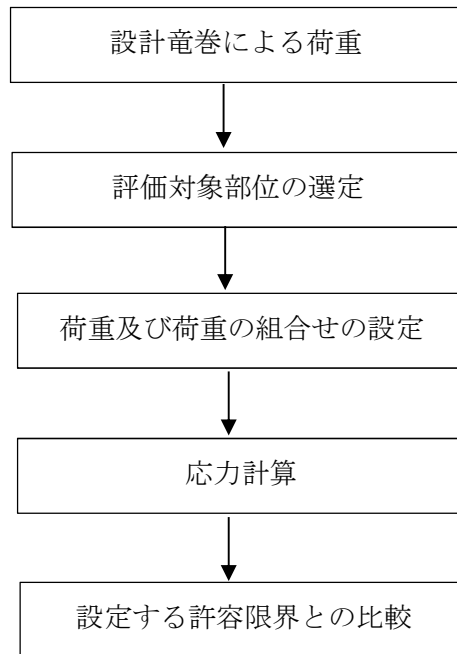 設計竜巻による荷重
評価対象部位の選定
荷重及び荷重の組合せの設定
応力計算
設定する許容限界との比較